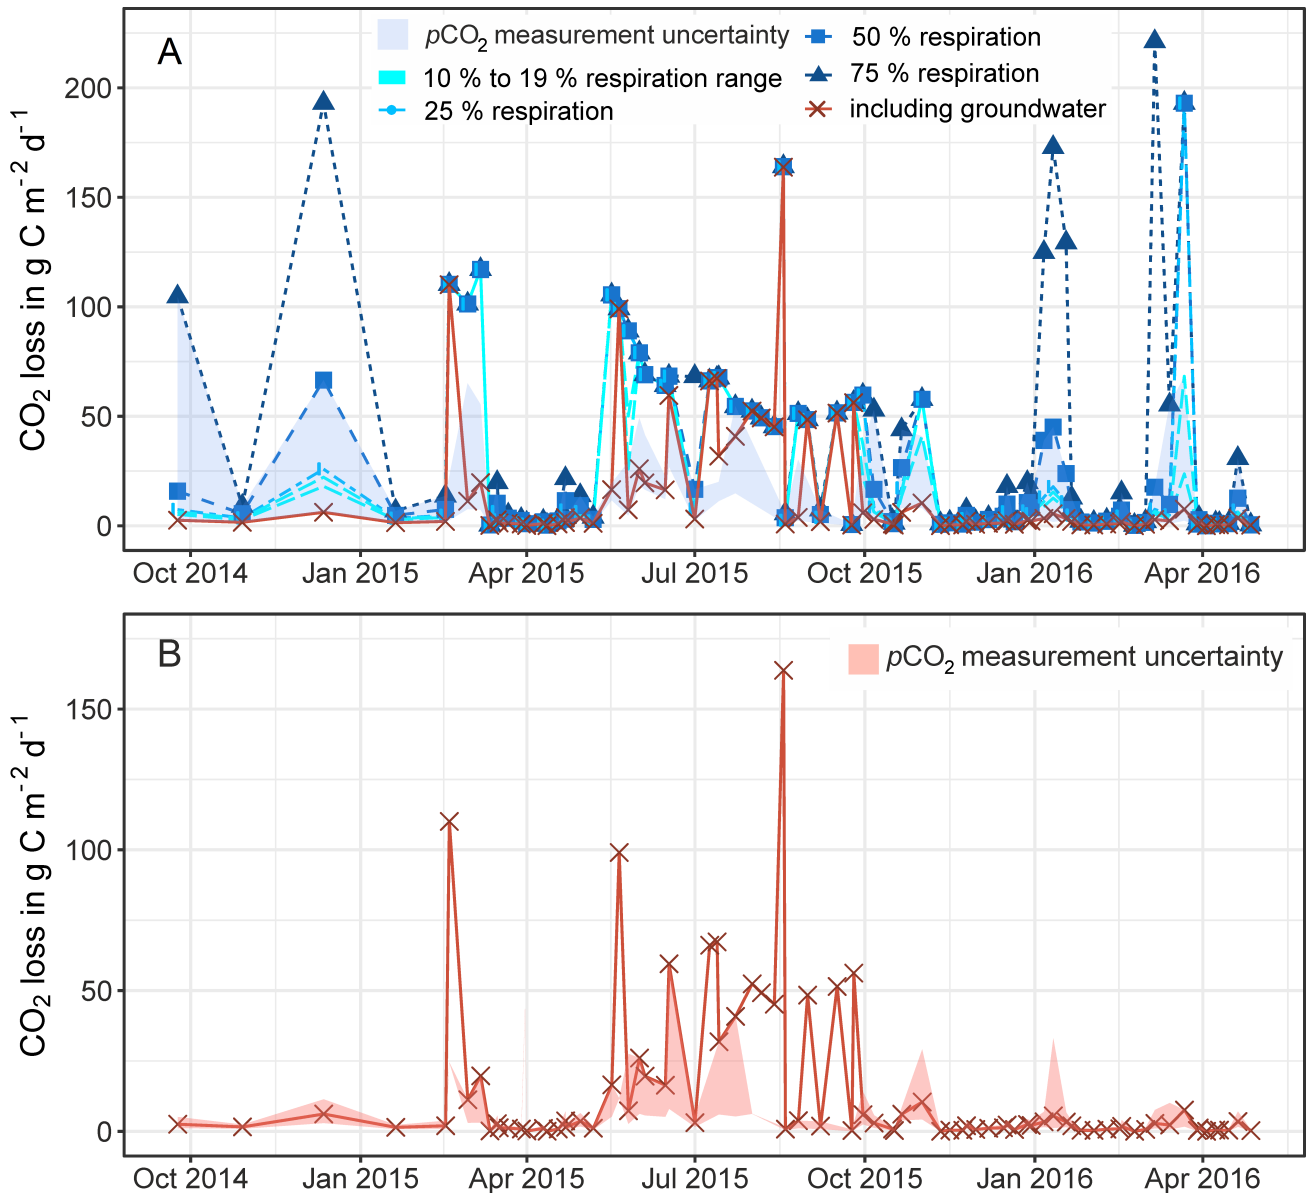 A
pCO2 measurement uncertainty
10 % to 19 % respiration range
25 % respiration
50 % respiration
75 % respiration
including groundwater
CO2 loss in g C m-2 d-1
200
150
100
50
0
Oct 2014 Jan 2015 Apr 2015 Jul 2015 Oct 2015 Jan 2016 Apr 2016
B
pCO2 measurement uncertainty
CO2 loss in g C m-2 d-1
150
100
50
0
Oct 2014 Jan 2015 Apr 2015 Jul 2015 Oct 2015 Jan 2016 Apr 2016